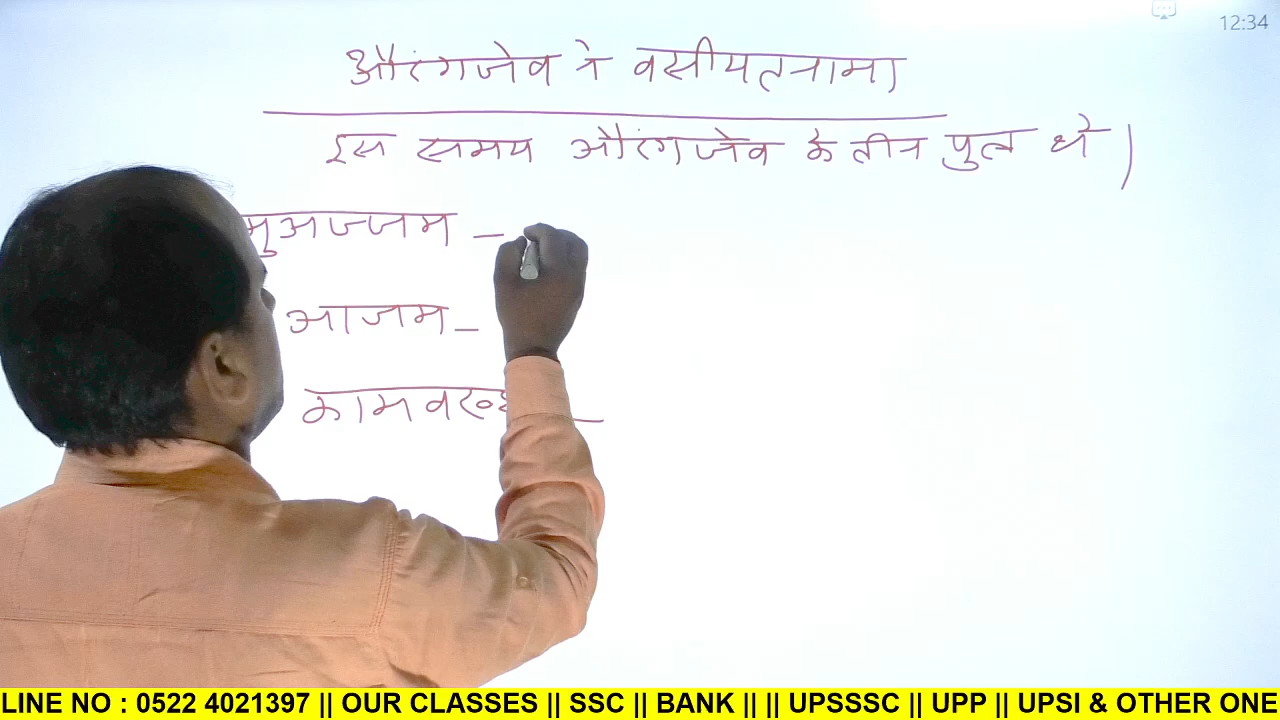 12:34
औरंगजेव ने वसीयतनामा
इस समय औरंगजेव के तीन पुत्र थे।
मुअज्जम –
आजम –
कामवख्श –
LINE NO : 0522 4021397 || OUR CLASSES || SSC || BANK || || UPSSSC || UPP || UPSI & OTHER ONE